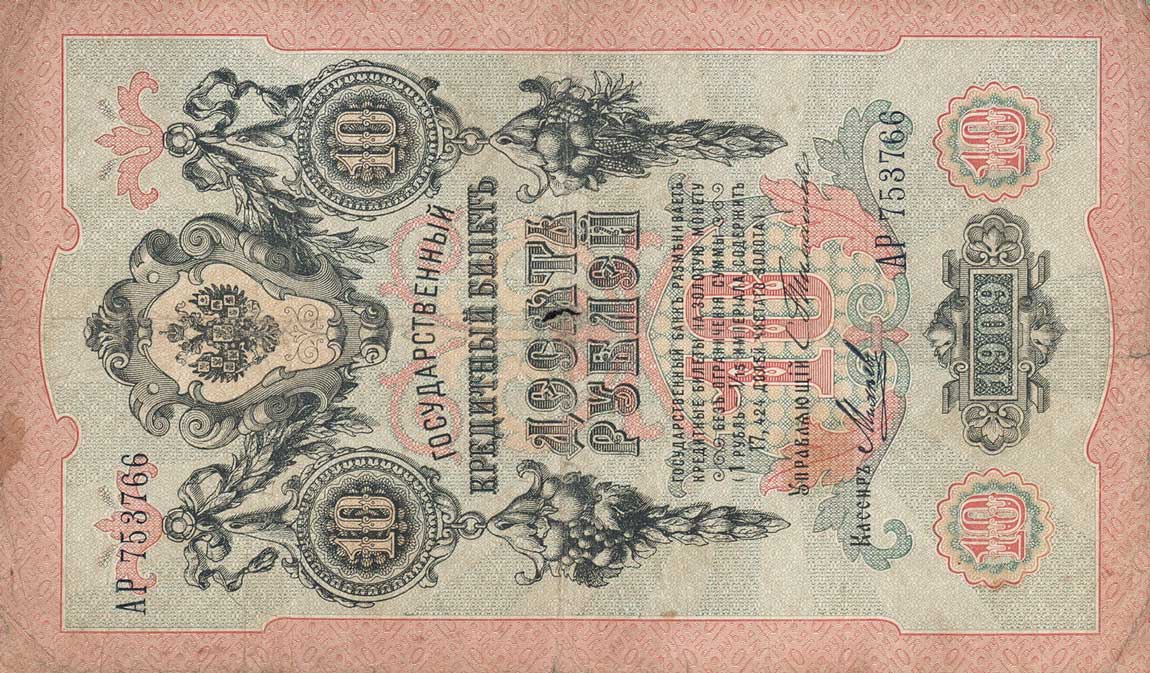 АР 753766
10 10
ГОСУДАРСТВЕННЫЙ
КРЕДИТНЫЙ БИЛЕТЪ
ДЕСЯТЬ
РУБЛЕЙ
ГОСУДАРСТВЕННЫЙ БАНКЪ РАЗМѢНИВАЕТЪ
КРЕДИТНЫЕ БИЛЕТЫ НА ЗОЛОТУЮ МОНЕТУ
БЕЗЪ ОГРАНИЧЕНІЯ СУММЫ
(1 РУБЛЬ = 1/15 ИМПЕРІАЛА, СОДЕРЖИТЪ
17,424 ДОЛЕЙ ЧИСТАГО ЗОЛОТА).
10
Управляющій
Кассиръ
АР 753766
10 1909 10